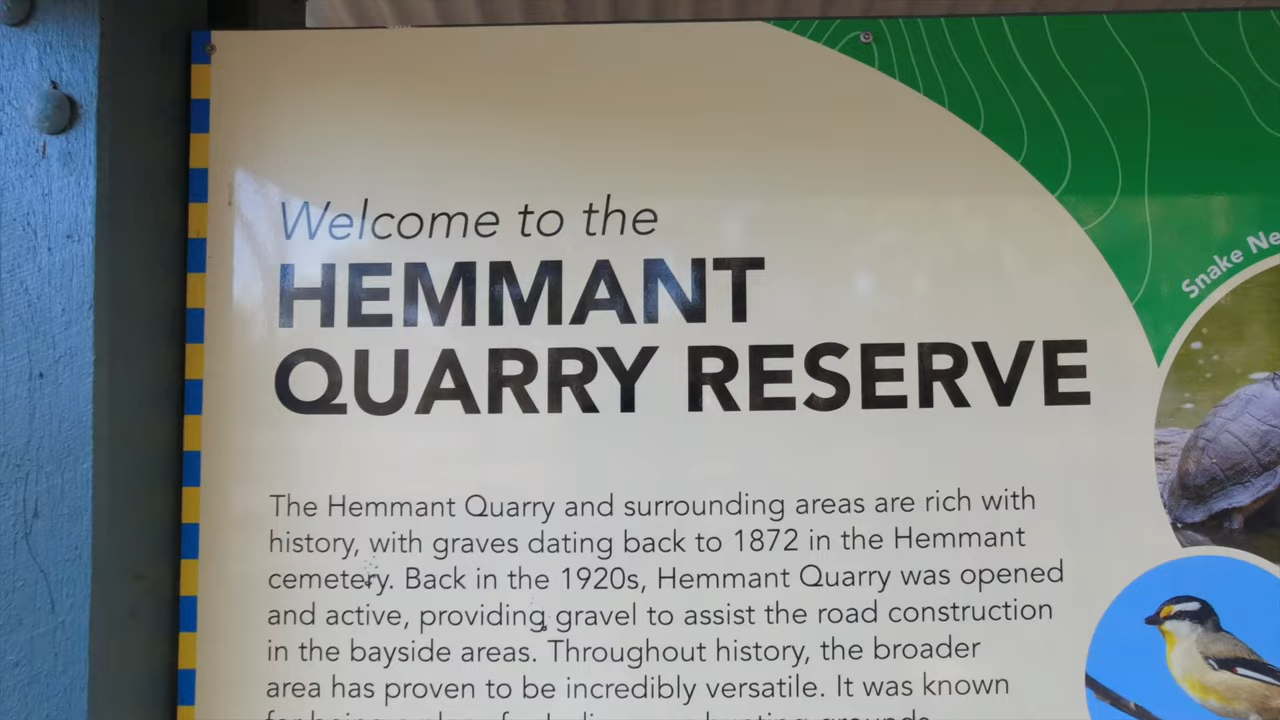 Welcome to the
HEMMANT
QUARRY RESERVE
Snake Ne
The Hemmant Quarry and surrounding areas are rich with
history, with graves dating back to 1872 in the Hemmant
cemetery. Back in the 1920s, Hemmant Quarry was opened
and active, providing gravel to assist the road construction
in the bayside areas. Throughout history, the broader
area has proven to be incredibly versatile. It was known